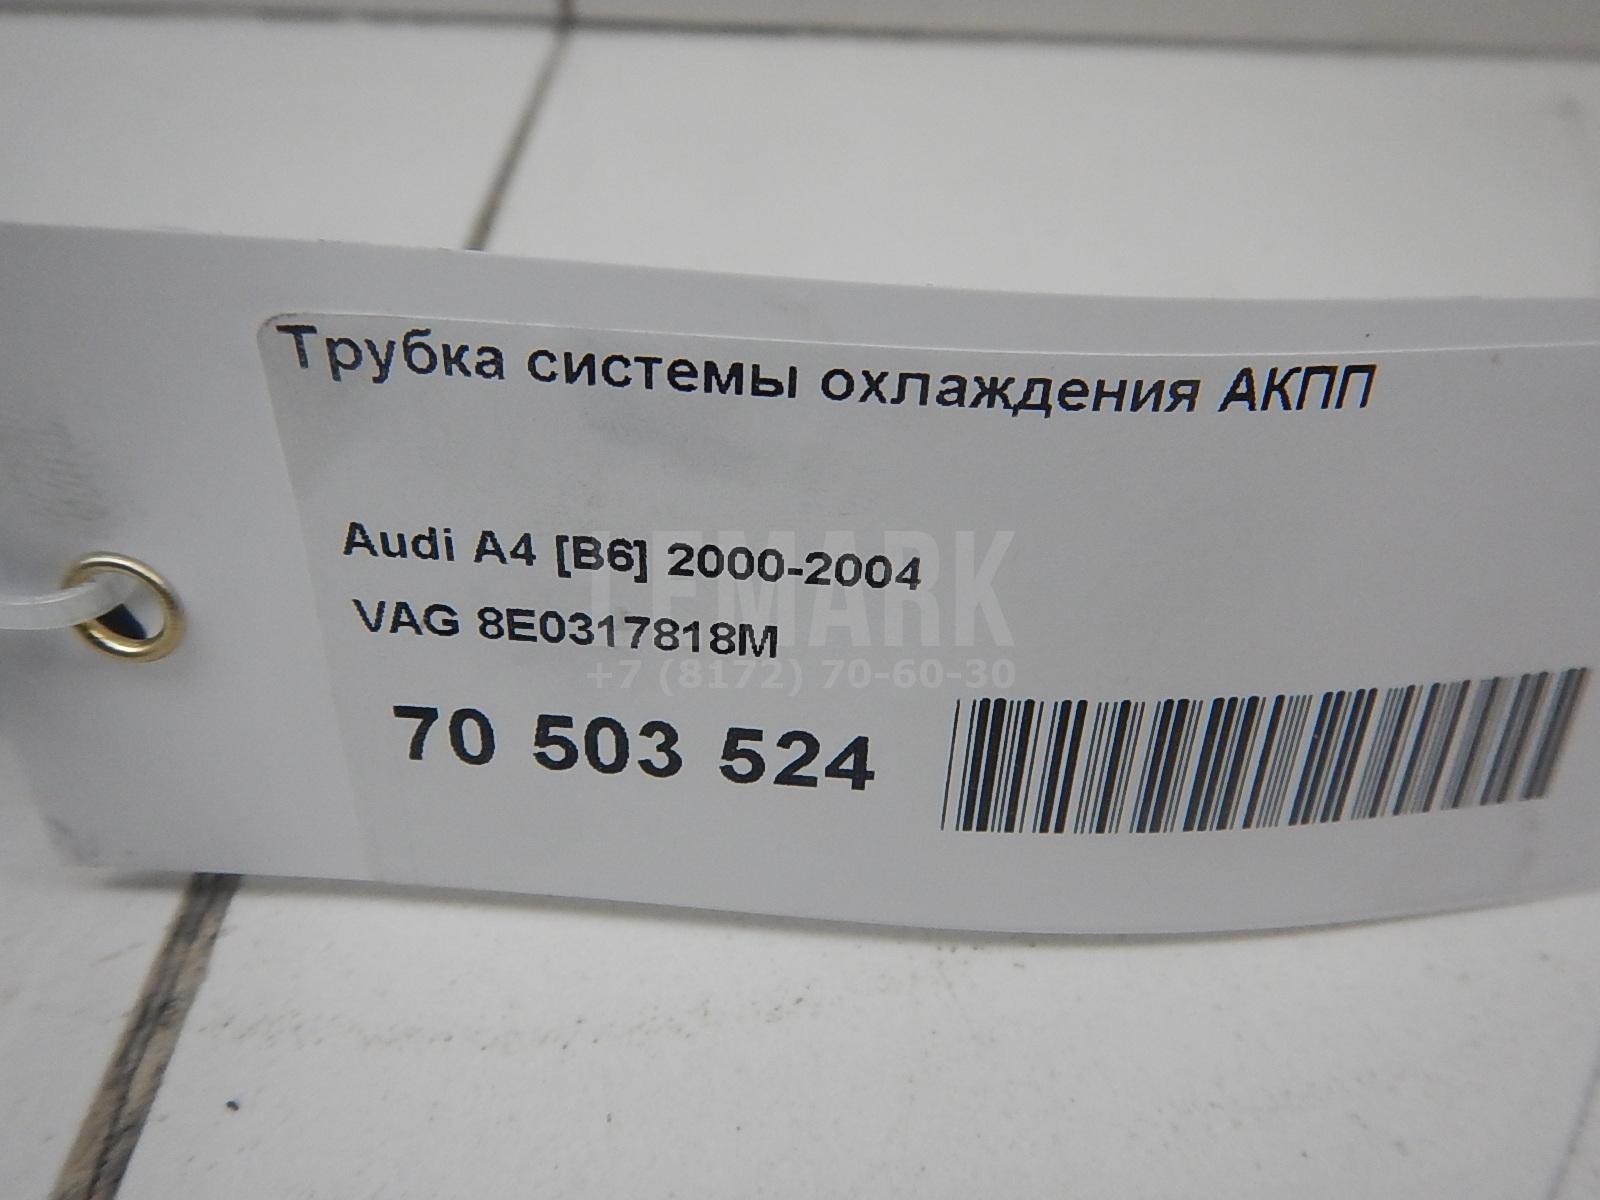 Трубка системы охлаждения АКПП
Audi A4 [B6] 2000-2004
VAG 8E0317818M
LEMARK
+7 (8172) 70-60-30
70 503 524